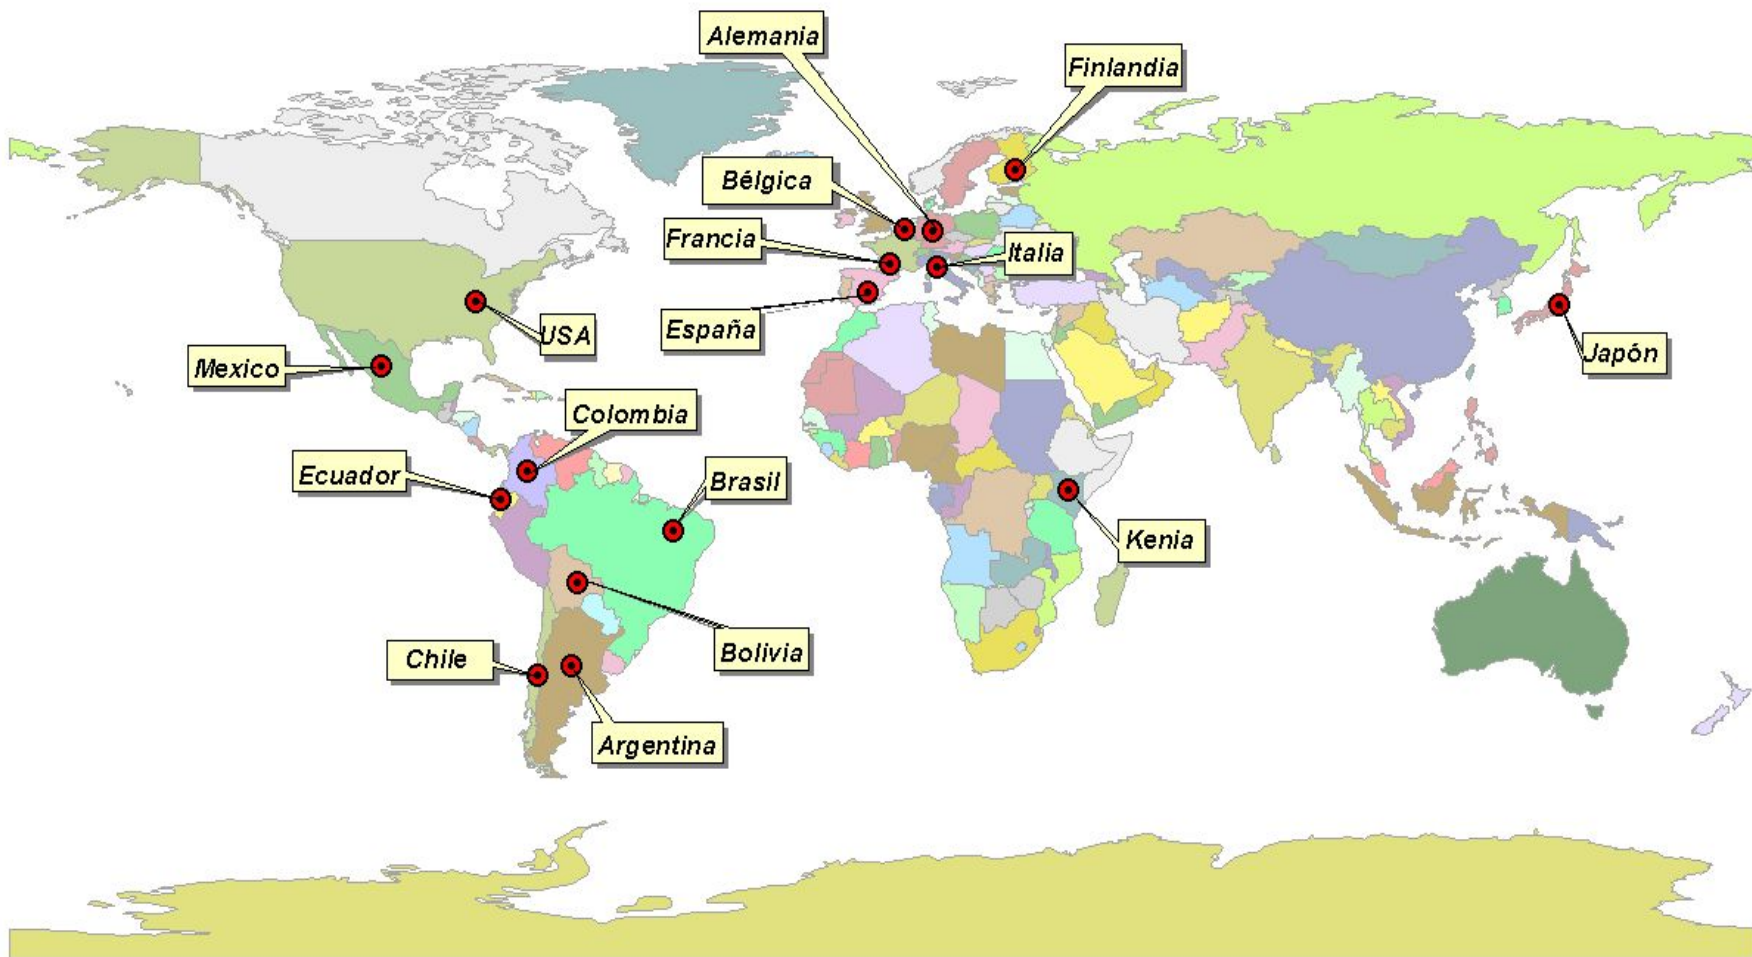 Alemania
Finlandia
Bélgica
Francia
Italia
España
USA
Japón
Mexico
Colombia
Ecuador
Brasil
Kenia
Bolivia
Chile
Argentina